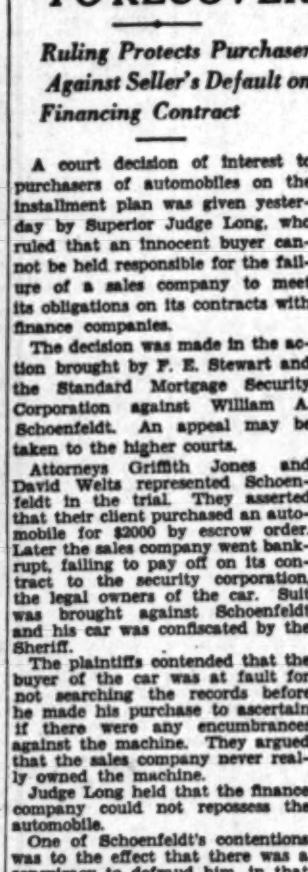 TO RECOVER
Ruling Protects Purchaser
Against Seller's Default on
Financing Contract
A court decision of interest to
purchasers of automobiles on the
installment plan was given yester-
day by Superior Judge Long, who
ruled that an innocent buyer can-
not be held responsible for the fail-
ure of a sales company to meet
its obligations on its contracts with
finance companies.
The decision was made in the ac-
tion brought by F. E. Stewart and
the Standard Mortgage Security
Corporation against William A.
Schoenfeldt. An appeal may be
taken to the higher courts.
Attorneys Griffith Jones and
David Welts represented Schoen-
feldt in the trial. They asserted
that their client purchased an auto-
mobile for $2000 by escrow order.
Later the sales company went bank-
rupt, failing to pay off on its con-
tract to the security corporation,
the legal owners of the car. Suit
was brought against Schoenfeldt
and his car was confiscated by the
Sheriff.
The plaintiffs contended that the
buyer of the car was at fault for
not searching the records before
he made his purchase to ascertain
if there were any encumbrances
against the machine. They argued
that the sales company never real-
ly owned the machine.
Judge Long held that the finance
company could not repossess the
automobile.
One of Schoenfeldt's contentions
was to the effect that there was a
conspiracy to defraud him, in that